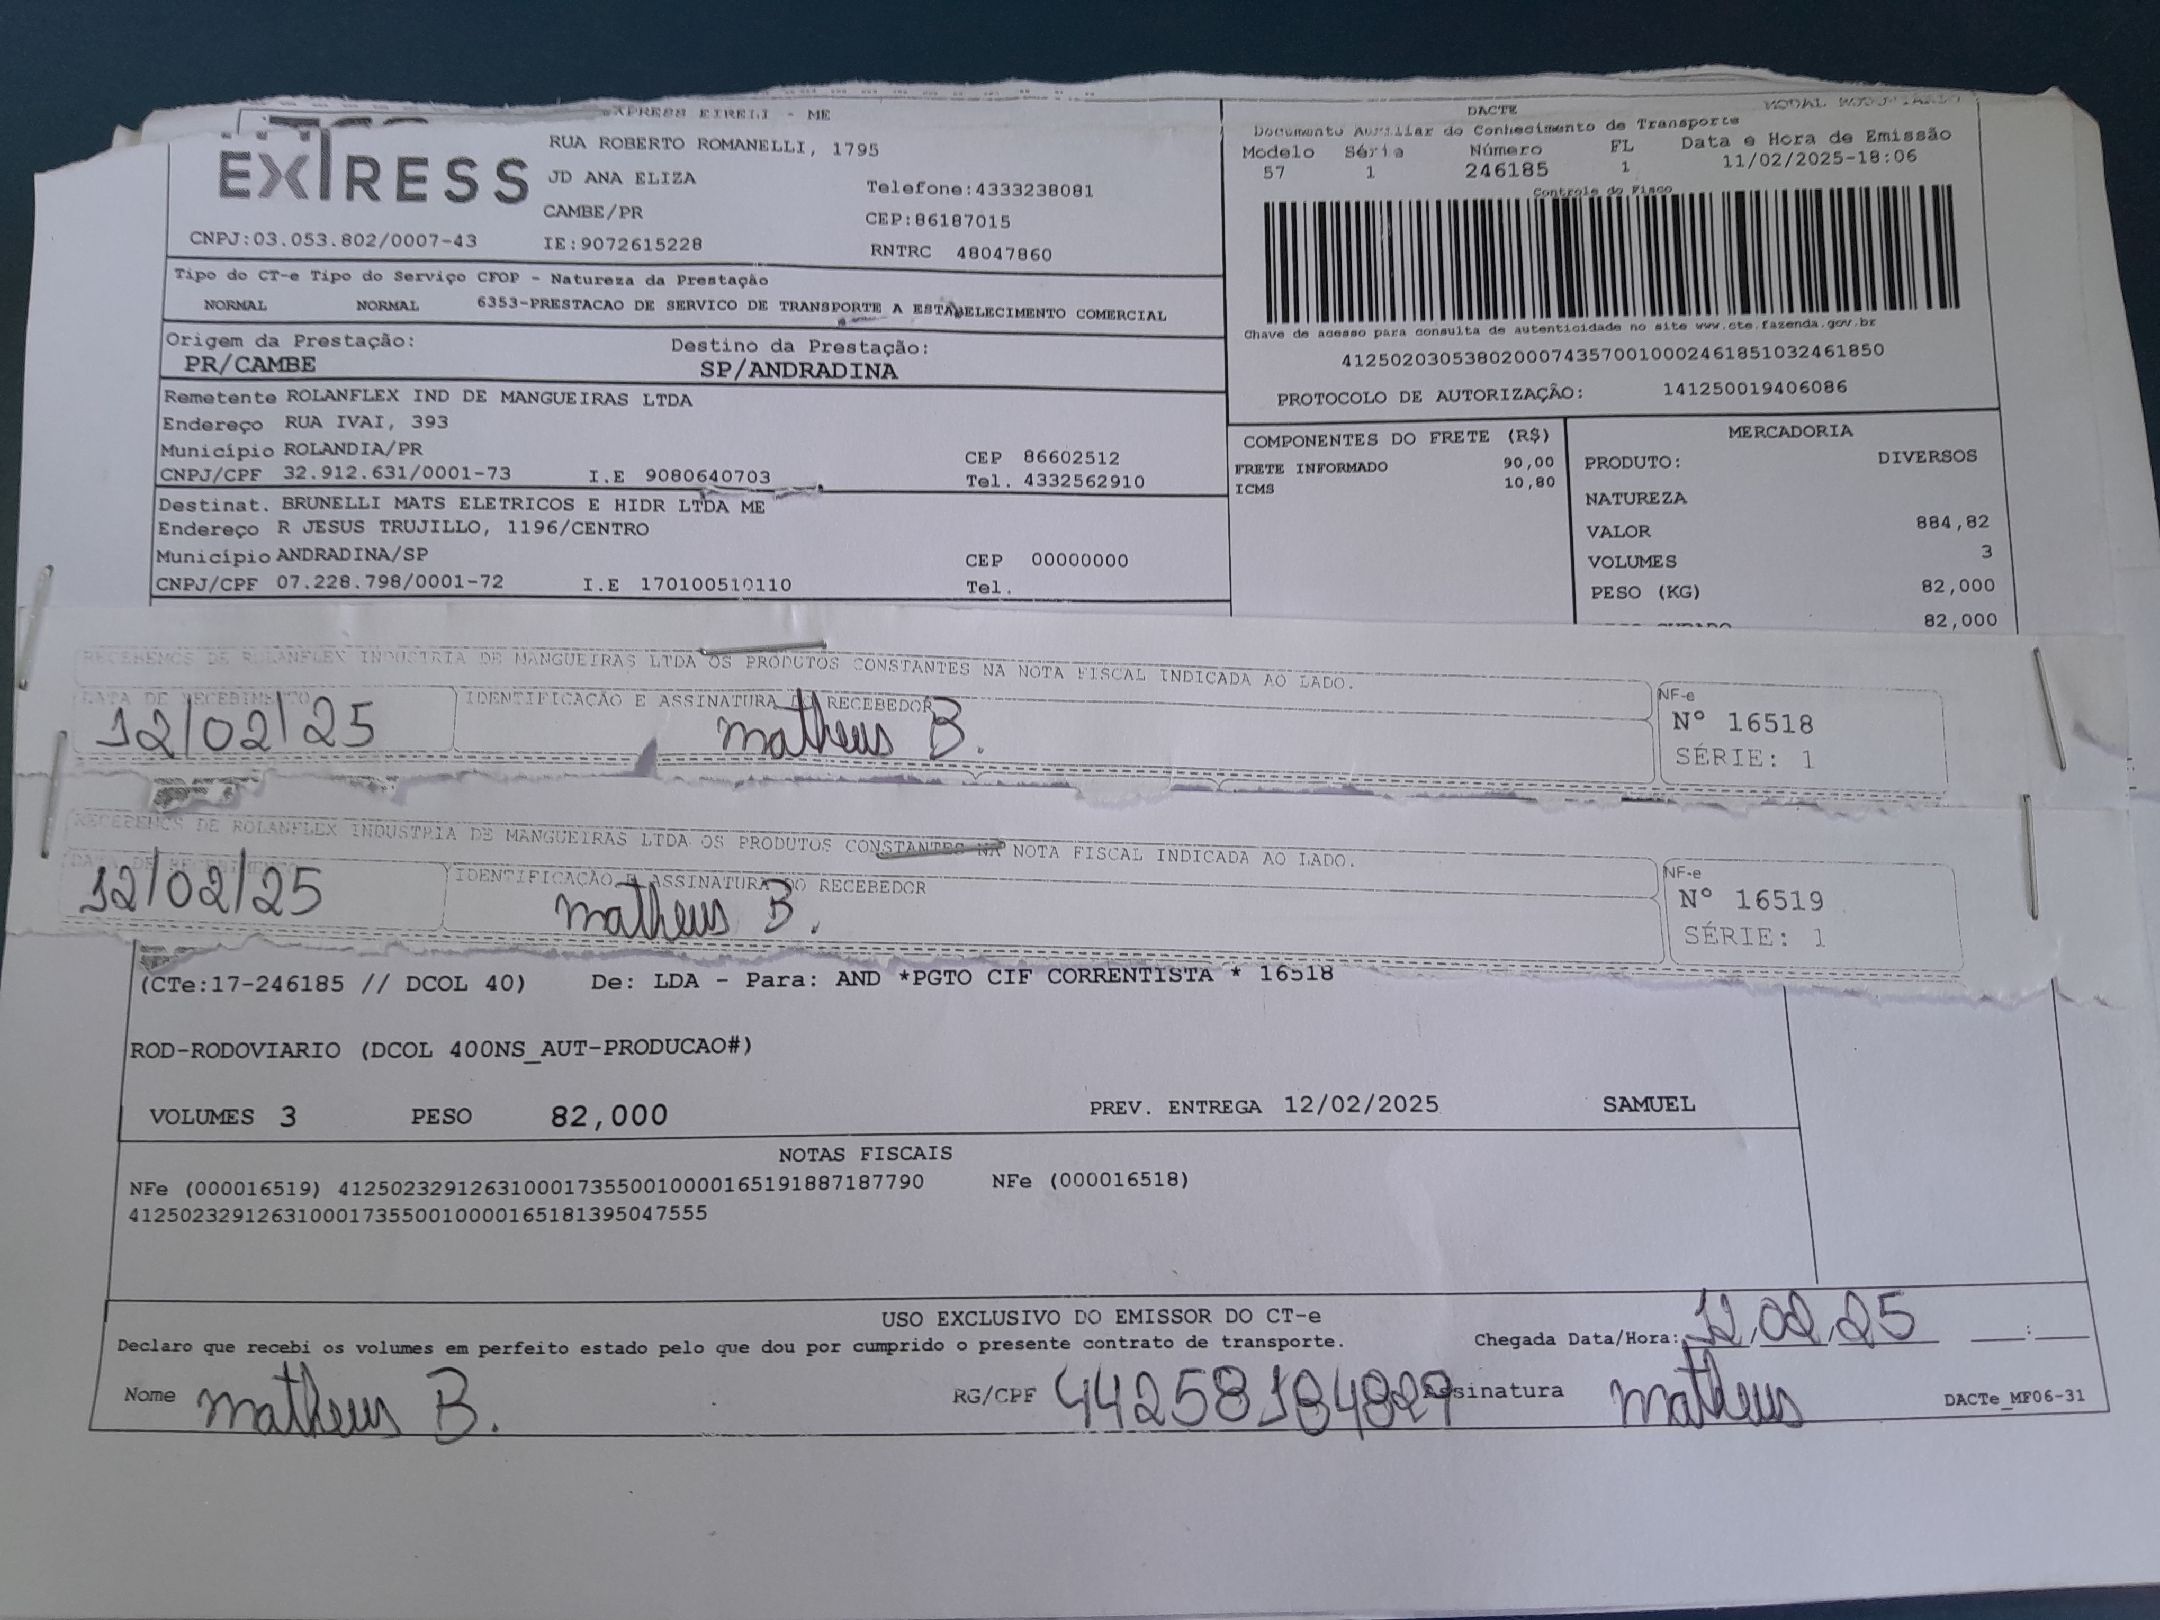 EXPRESS EIRELI - ME
EXTRESS
RUA ROBERTO ROMANELLI, 1795
JD ANA ELIZA
Telefone:4333238081
CAMBE/PR
CEP:86187015
CNPJ:03.053.802/0007-43
IE:9072615228
RNTRC 48047860
DACTE
MODAL RODOVIARIO
Documento Auxiliar do Conhecimento de Transporte
Modelo Série Número FL Data e Hora de Emissão
57 1 246185 1 11/02/2025-18:06
Controle do Fisco
Tipo do CT-e Tipo do Serviço CFOP - Natureza da Prestação
NORMAL NORMAL 6353-PRESTACAO DE SERVICO DE TRANSPORTE A ESTABELECIMENTO COMERCIAL
Chave de acesso para consulta de autenticidade no site www.cte.fazenda.gov.br
41250203053802000743570010002461851032461850
PROTOCOLO DE AUTORIZAÇÃO: 141250019406086
Origem da Prestação: Destino da Prestação:
PR/CAMBE SP/ANDRADINA
Remetente ROLANFLEX IND DE MANGUEIRAS LTDA
Endereço RUA IVAI, 393
Município ROLANDIA/PR CEP 86602512
CNPJ/CPF 32.912.631/0001-73 I.E 9080640703 Tel. 4332562910
Destinat. BRUNELLI MATS ELETRICOS E HIDR LTDA ME
Endereço R JESUS TRUJILLO, 1196/CENTRO
Município ANDRADINA/SP CEP 00000000
CNPJ/CPF 07.228.798/0001-72 I.E 170100510110 Tel.
COMPONENTES DO FRETE (R$)
FRETE INFORMADO 90,00
ICMS 10,80
MERCADORIA
PRODUTO: DIVERSOS
NATUREZA
VALOR 884,82
VOLUMES 3
PESO (KG) 82,000
82,000
RECEBEMOS DE ROLANFLEX INDUSTRIA DE MANGUEIRAS LTDA OS PRODUTOS CONSTANTES NA NOTA FISCAL INDICADA AO LADO.
DATA DE RECEBIMENTO IDENTIFICAÇÃO E ASSINATURA DO RECEBEDOR
12/02/25 matheus B.
NF-e
Nº 16518
SÉRIE: 1
RECEBEMOS DE ROLANFLEX INDUSTRIA DE MANGUEIRAS LTDA OS PRODUTOS CONSTANTES NA NOTA FISCAL INDICADA AO LADO.
DATA DE RECEBIMENTO IDENTIFICAÇÃO E ASSINATURA DO RECEBEDOR
12/02/25 matheus B.
NF-e
Nº 16519
SÉRIE: 1
(CTe:17-246185 // DCOL 40) De: LDA - Para: AND *PGTO CIF CORRENTISTA * 16518
ROD-RODOVIARIO (DCOL 400NS_AUT-PRODUCAO#)
VOLUMES 3 PESO 82,000 PREV. ENTREGA 12/02/2025 SAMUEL
NOTAS FISCAIS
NFe (000016519) 41250232912631000173550010000165191887187790 NFe (000016518)
41250232912631000173550010000165181395047555
USO EXCLUSIVO DO EMISSOR DO CT-e
Declaro que recebi os volumes em perfeito estado pelo que dou por cumprido o presente contrato de transporte. Chegada Data/Hora: 12/02/25 ___:___
Nome matheus B. RG/CPF 44258184829 Assinatura matheus DACTe_MF06-31